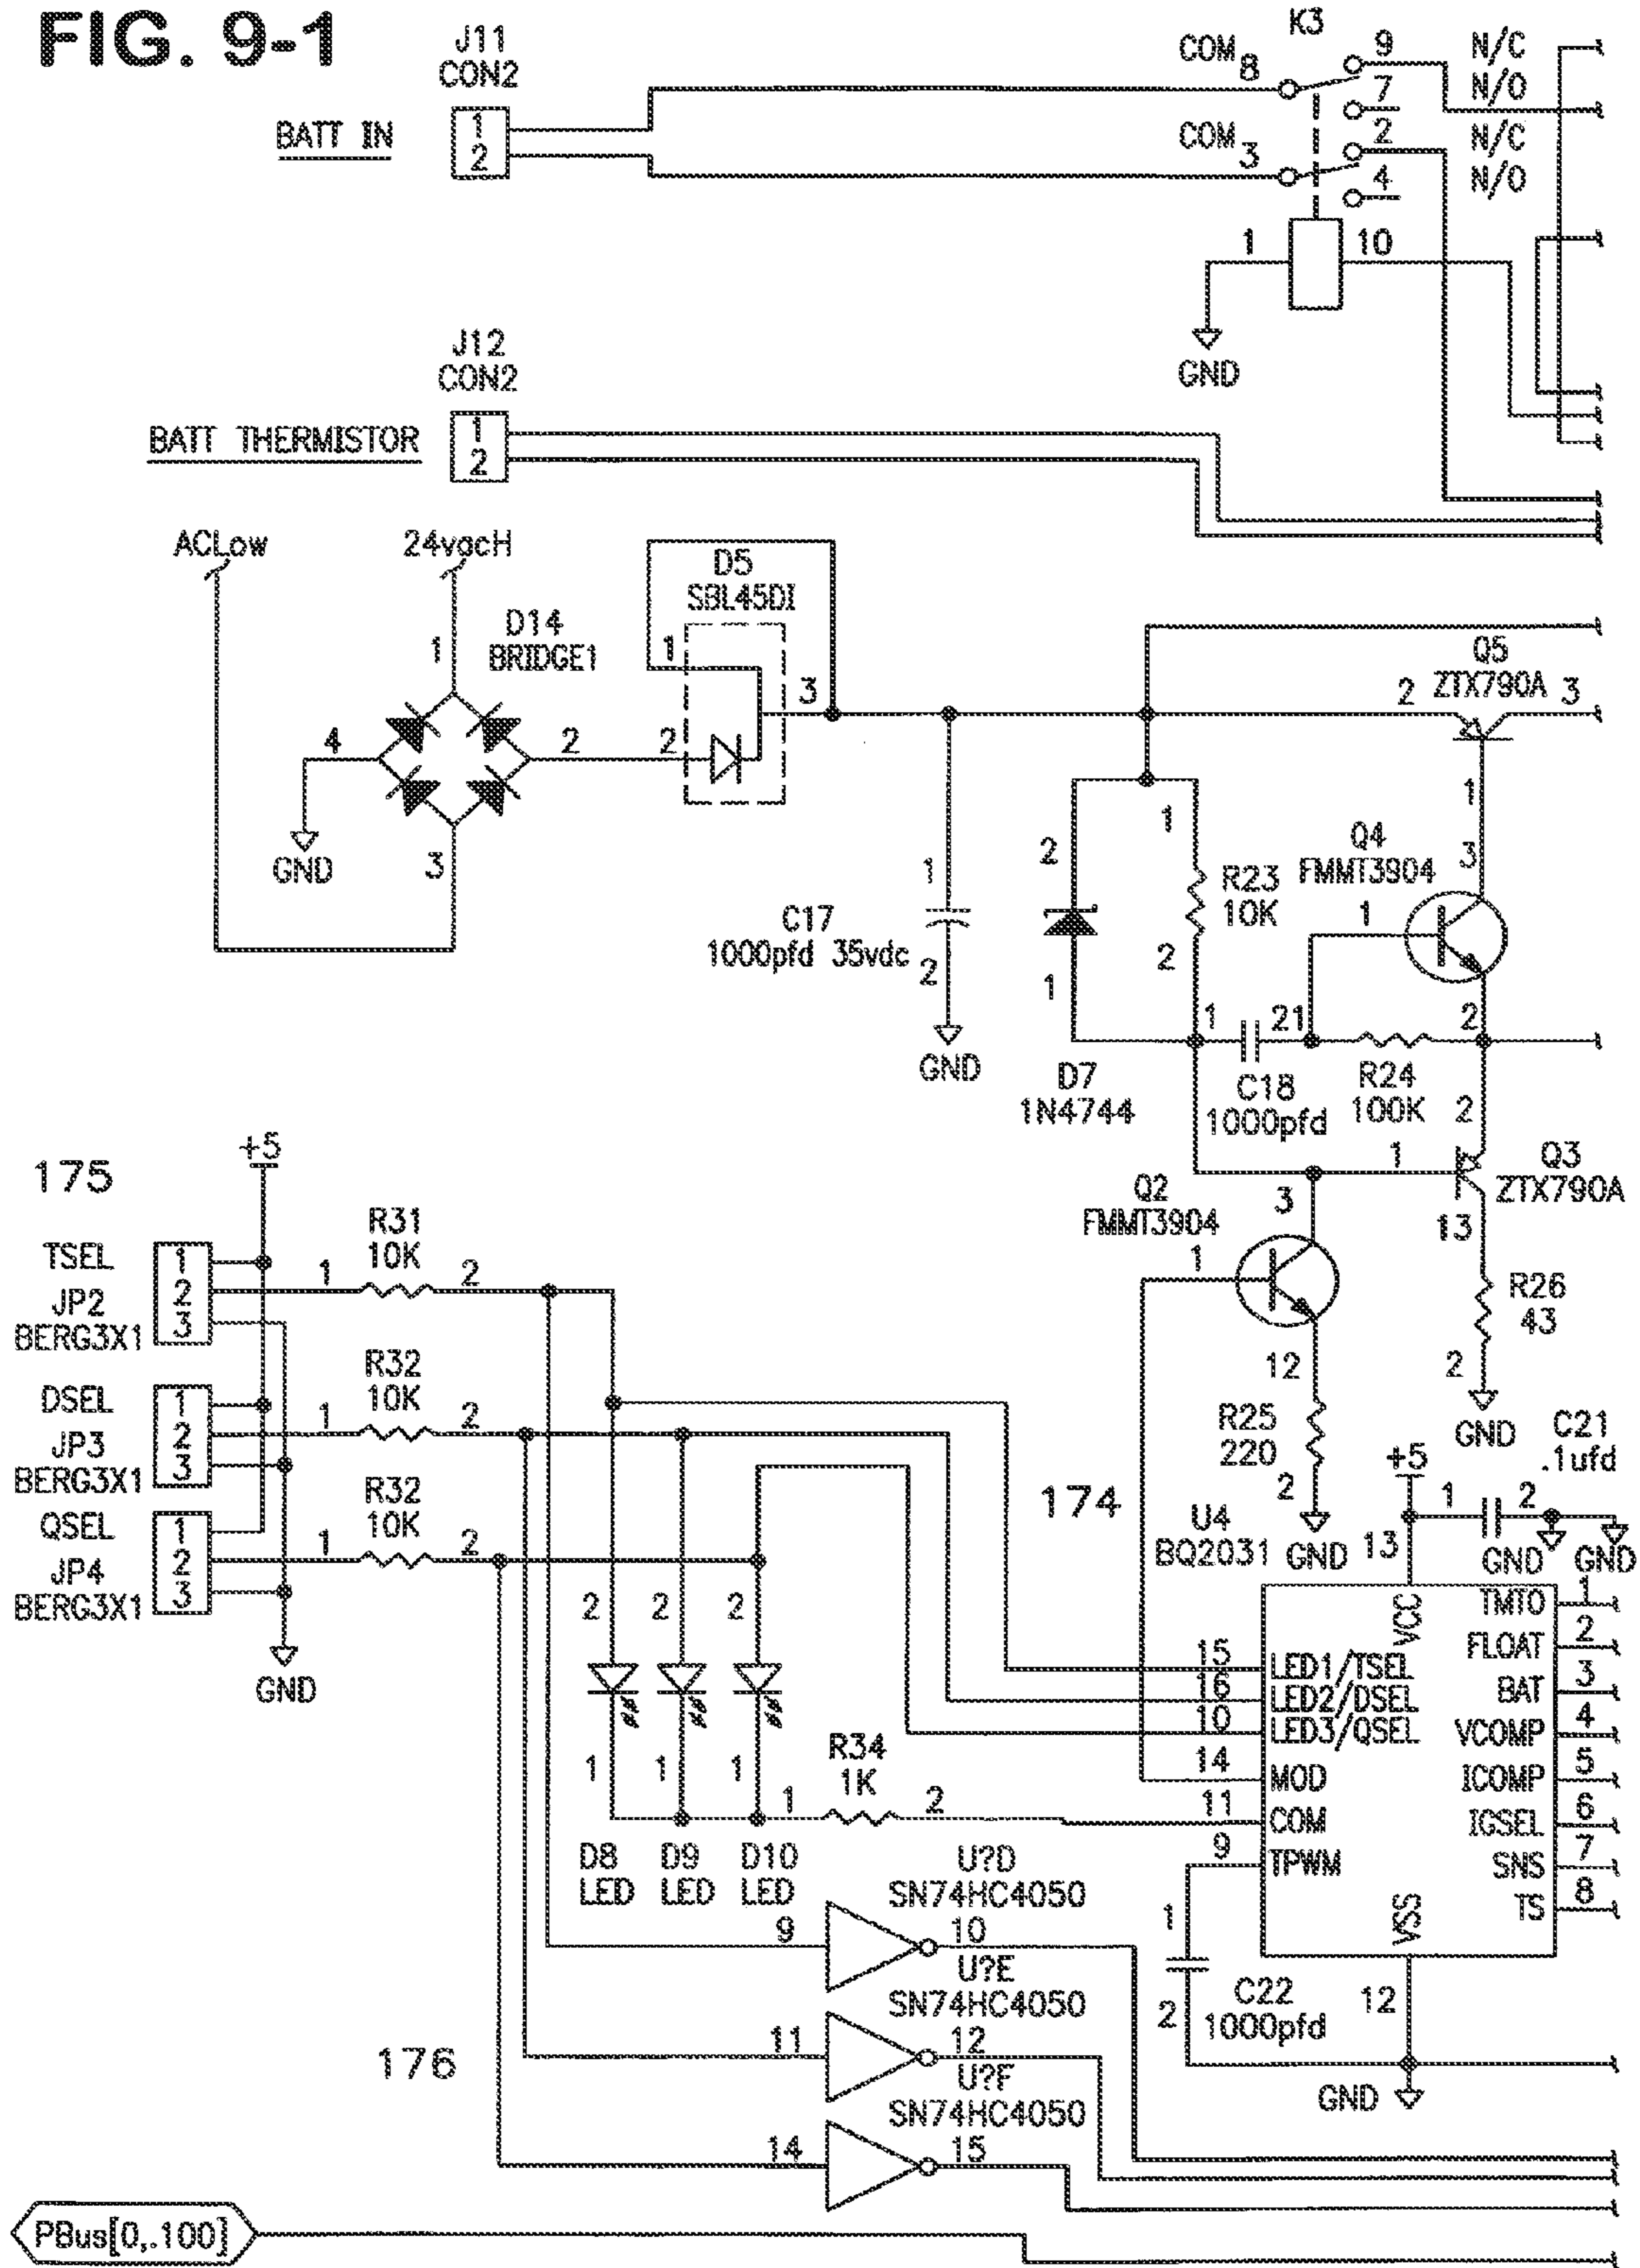 FIG. 9-1
J11
CON2
BATT IN
1
2
K3
COM
8
9
N/C
7
N/O
COM
3
2
N/C
4
N/O
1
10
GND
J12
CON2
BATT THERMISTOR
1
2
ACLow
24vacH
D14
BRIDGE1
1
4
2
3
GND
D5
SBL45DI
1
2
3
Q5
ZTX790A
2
3
1
C17
1000pfd 35vdc
1
2
GND
2
1
D7
1N4744
1
R23
10K
2
Q4
FMMT3904
3
1
2
1
21
C18
1000pfd
R24
100K
2
1
Q3
ZTX790A
13
R26
43
2
GND
Q2
FMMT3904
3
1
12
R25
220
2
GND
175
+5
TSEL
JP2
BERG3X1
1
2
3
1
R31
10K
2
DSEL
JP3
BERG3X1
1
2
3
1
R32
10K
2
QSEL
JP4
BERG3X1
1
2
3
1
R32
10K
2
GND
174
U4
BQ2031
+5
13
1
2
C21
.1ufd
GND
GND
VCC
VSS
15
LED1/TSEL
16
LED2/DSEL
10
LED3/QSEL
14
MOD
11
COM
9
TPWM
TMTO
1
FLOAT
2
BAT
3
VCOMP
4
ICOMP
5
IGSEL
6
SNS
7
TS
8
2
2
2
1
1
1
D8
LED
D9
LED
D10
LED
1
R34
1K
2
1
2
C22
1000pfd
12
GND
U?D
SN74HC4050
9
10
U?E
SN74HC4050
11
12
U?F
SN74HC4050
14
15
176
PBus[0,.100]